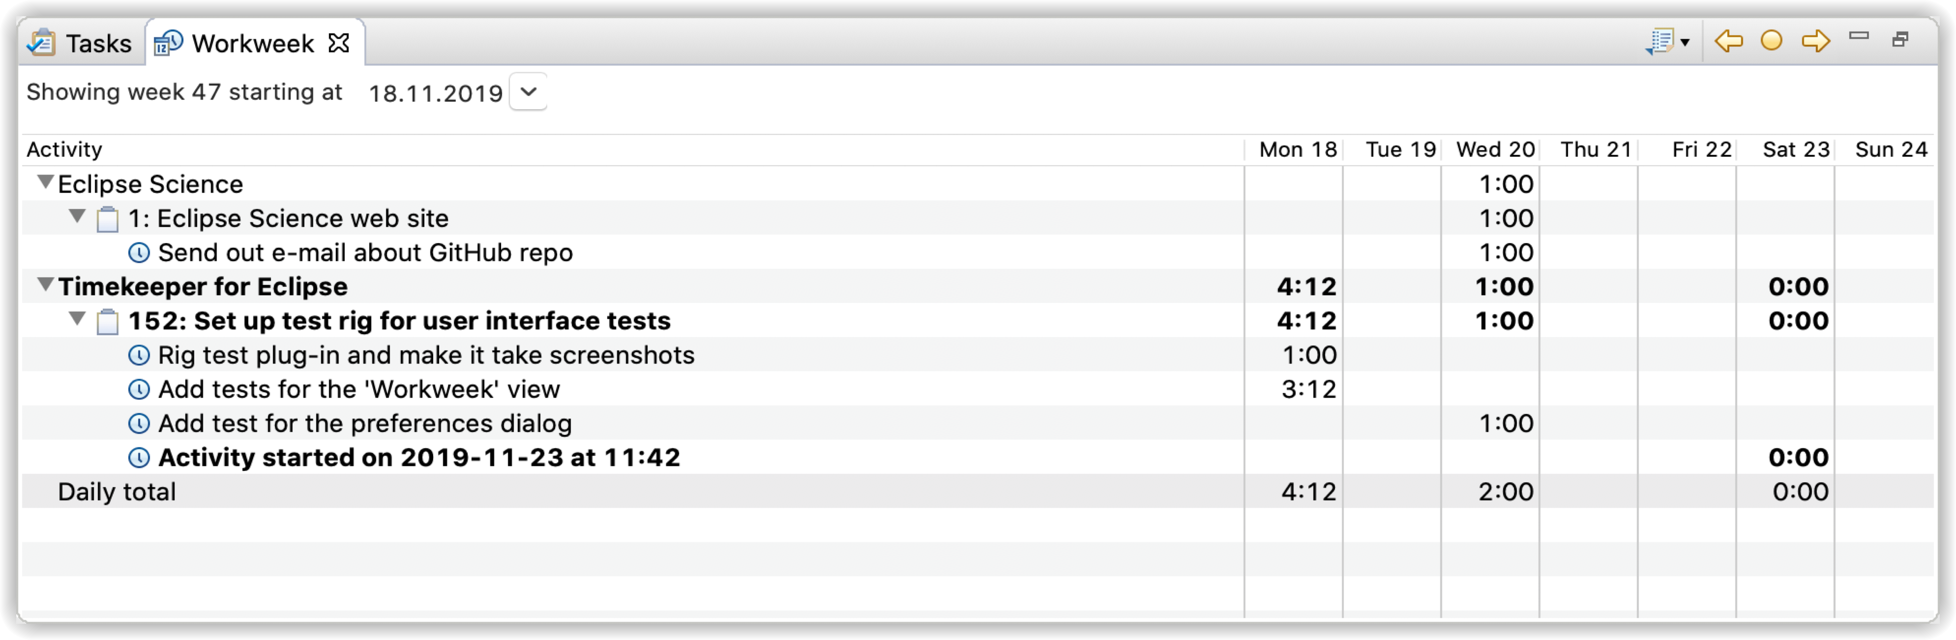 Tasks Workweek
Showing week 47 starting at 18.11.2019
Activity Mon 18 Tue 19 Wed 20 Thu 21 Fri 22 Sat 23 Sun 24
Eclipse Science 1:00
1: Eclipse Science web site 1:00
Send out e-mail about GitHub repo 1:00
Timekeeper for Eclipse 4:12 1:00 0:00
152: Set up test rig for user interface tests 4:12 1:00 0:00
Rig test plug-in and make it take screenshots 1:00
Add tests for the 'Workweek' view 3:12
Add test for the preferences dialog 1:00
Activity started on 2019-11-23 at 11:42 0:00
Daily total 4:12 2:00 0:00